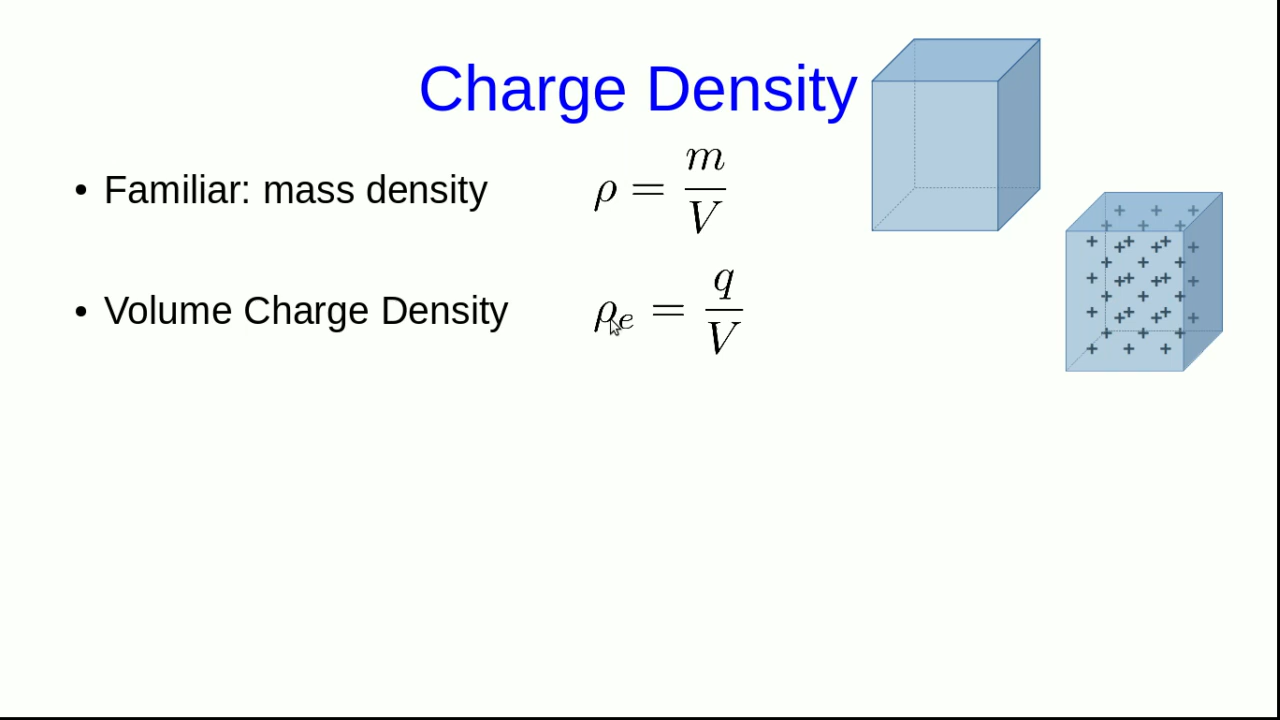 Charge Density
• Familiar: mass density ρ = m/V
• Volume Charge Density ρₑ = q/V